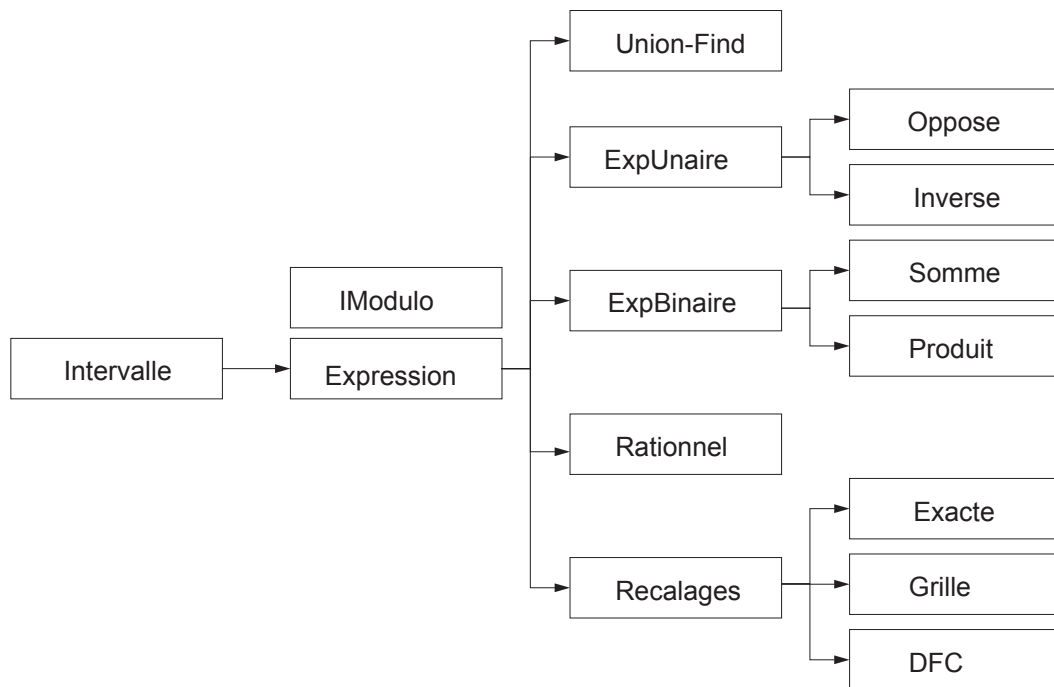 Union-Find
Oppose
ExpUnaire
Inverse
Somme
IModulo
ExpBinaire
Intervalle
Expression
Produit
Rationnel
Exacte
Recalages
Grille
DFC